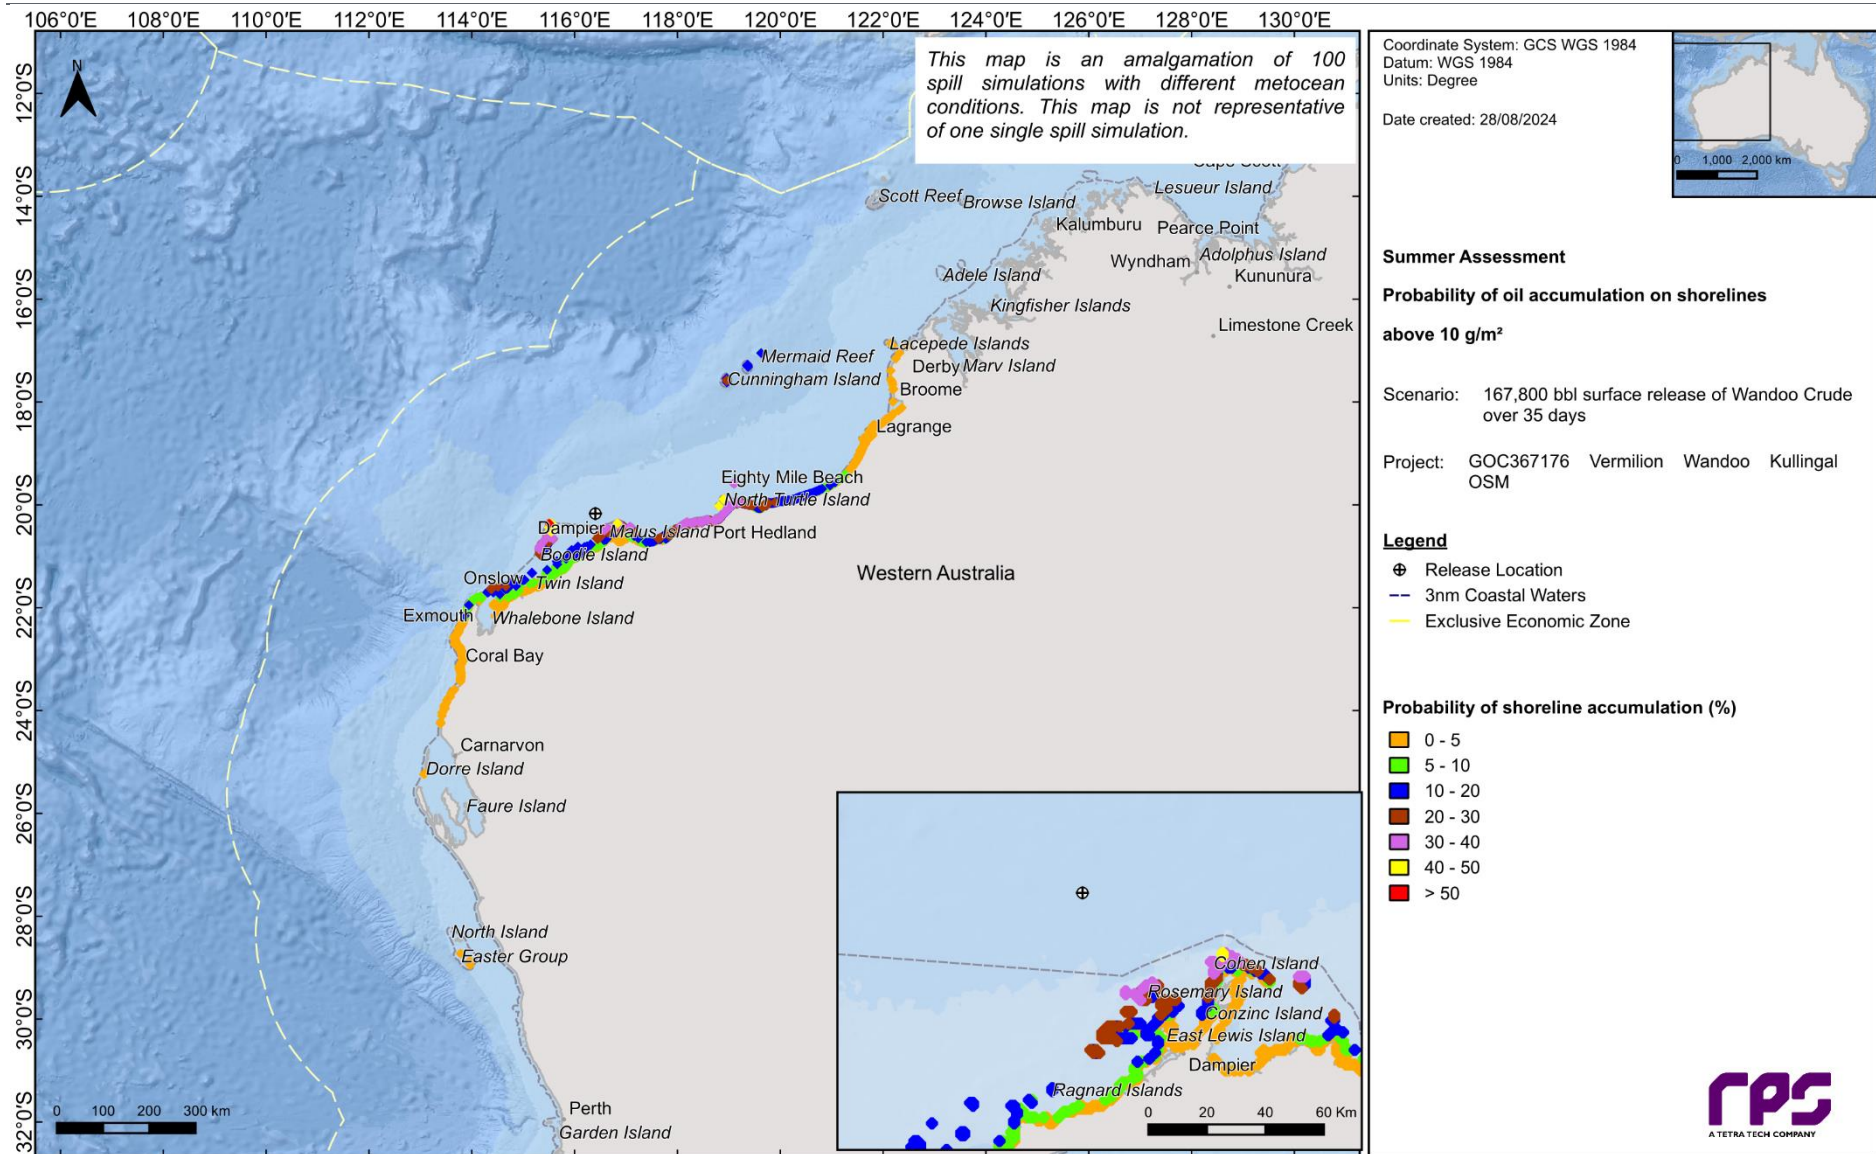 106°0'E 108°0'E 110°0'E 112°0'E 114°0'E 116°0'E 118°0'E 120°0'E 122°0'E 124°0'E 126°0'E 128°0'E 130°0'E
12°0'S
14°0'S
16°0'S
18°0'S
20°0'S
22°0'S
24°0'S
26°0'S
28°0'S
30°0'S
32°0'S
N
This map is an amalgamation of 100
spill simulations with different metocean
conditions. This map is not representative
of one single spill simulation.
Scott Reef
Browse Island
Lesueur Island
Kalumburu
Pearce Point
Adolphus Island
Wyndham
Kununura
Adele Island
Kingfisher Islands
Limestone Creek
Lacepede Islands
Mermaid Reef
Derby
Cunningham Island
Broome
Lagrange
Eighty Mile Beach
North Turtle Island
Dampier
Malus Island
Port Hedland
Boodie Island
Western Australia
Onslow
Twin Island
Exmouth
Whalebone Island
Coral Bay
Carnarvon
Dorre Island
Faure Island
North Island
Easter Group
Perth
Garden Island
0 100 200 300 km
Cohen Island
Rosemary Island
Conzinc Island
East Lewis Island
Dampier
Ragnard Islands
0 20 40 60 Km
Coordinate System: GCS WGS 1984
Datum: WGS 1984
Units: Degree
Date created: 28/08/2024
0 1,000 2,000 km
Summer Assessment
Probability of oil accumulation on shorelines
above 10 g/m²
Scenario: 167,800 bbl surface release of Wandoo Crude
over 35 days
Project: GOC367176 Vermilion Wandoo Kullingal
OSM
Legend
Release Location
3nm Coastal Waters
Exclusive Economic Zone
Probability of shoreline accumulation (%)
0 - 5
5 - 10
10 - 20
20 - 30
30 - 40
40 - 50
> 50
rps
A TETRA TECH COMPANY